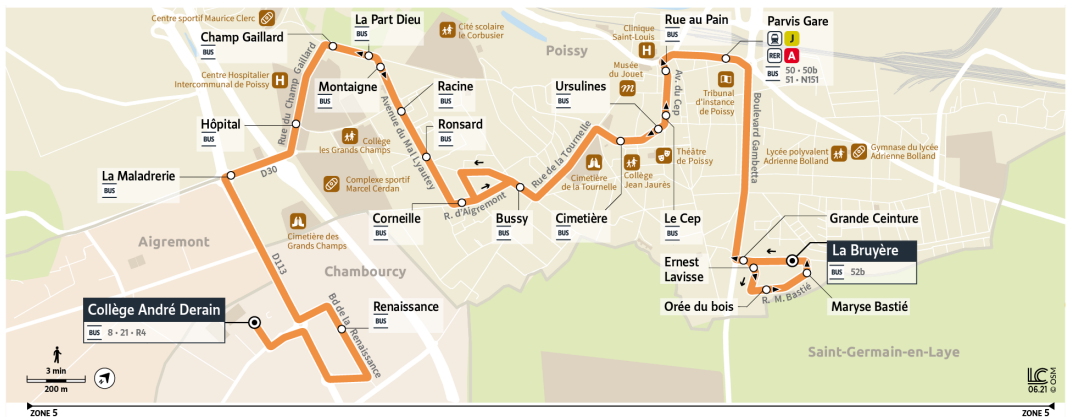 Centre sportif Maurice Clerc
Champ Gaillard
BUS
La Part Dieu
BUS
Cité scolaire
le Corbusier
Poissy
Clinique
Saint-Louis
H
Rue au Pain
BUS
Parvis Gare
J
RER A
BUS 50 • 50b
51 • N151
Centre Hospitalier
Intercommunal de Poissy
H
Rue du Champ Gaillard
Montaigne
BUS
Racine
BUS
Avenue du Mal Lyautey
Musée
du Jouet
Ursulines
BUS
Av. du Cep
Tribunal
d'instance
de Poissy
Boulevard Gambetta
Hôpital
BUS
Collège
les Grands Champs
Ronsard
BUS
Rue de la Tournelle
Théâtre
de Poissy
Lycée polyvalent
Adrienne Bolland
Gymnase du lycée
Adrienne Bolland
La Maladrerie
BUS
D30
Complexe sportif
Marcel Cerdan
Cimetière
de la Tournelle
Collège
Jean Jaurès
Corneille
BUS
R. d'Aigremont
Bussy
BUS
Cimetière
BUS
Le Cep
BUS
Grande Ceinture
Aigremont
Cimetière des
Grands Champs
D113
Chambourcy
Ernest
Lavisse
La Bruyère
BUS 52b
Orée du bois
R. M. Bastié
Maryse Bastié
Collège André Derain
BUS 8 • 21 • R4
Bd de la Renaissance
Renaissance
BUS
Saint-Germain-en-Laye
3 min
200 m
LC
06.21
© OSM
ZONE 5
ZONE 5